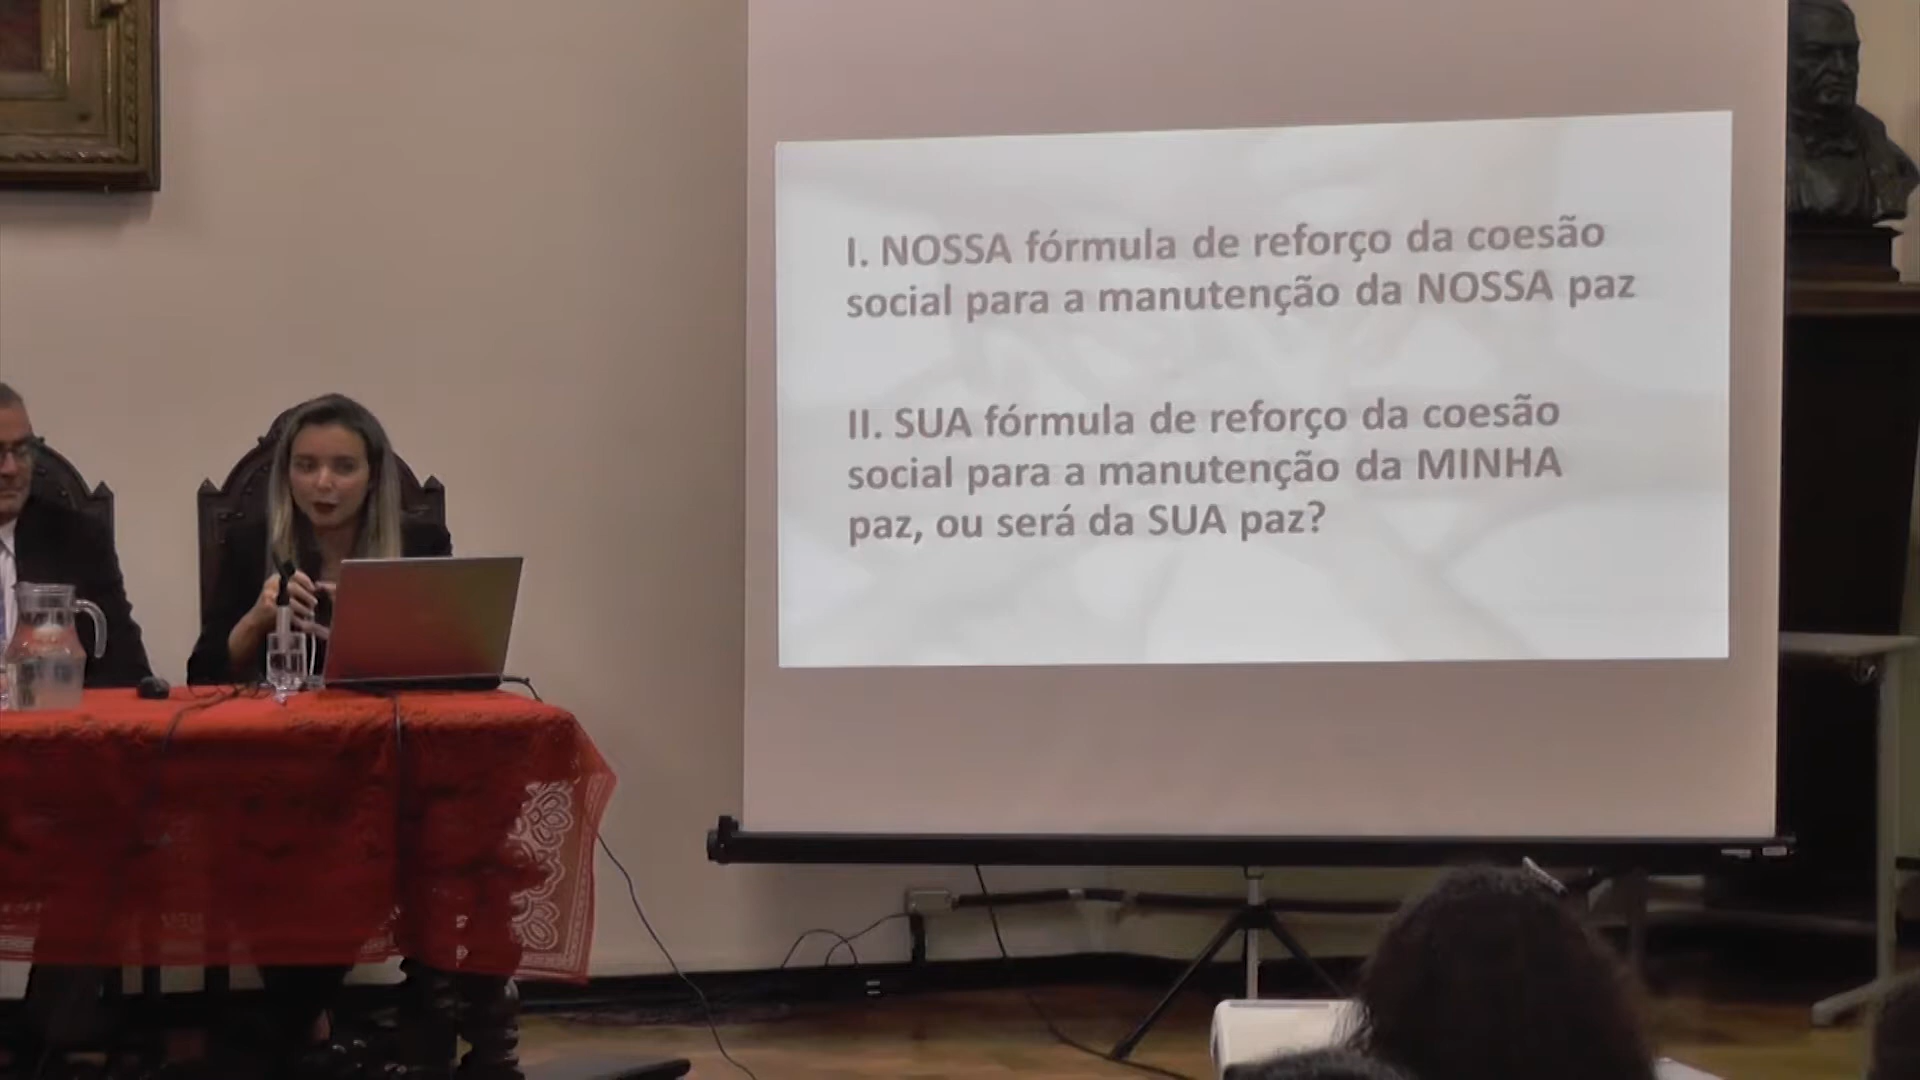 I. NOSSA fórmula de reforço da coesão
social para a manutenção da NOSSA paz
II. SUA fórmula de reforço da coesão
social para a manutenção da MINHA
paz, ou será da SUA paz?